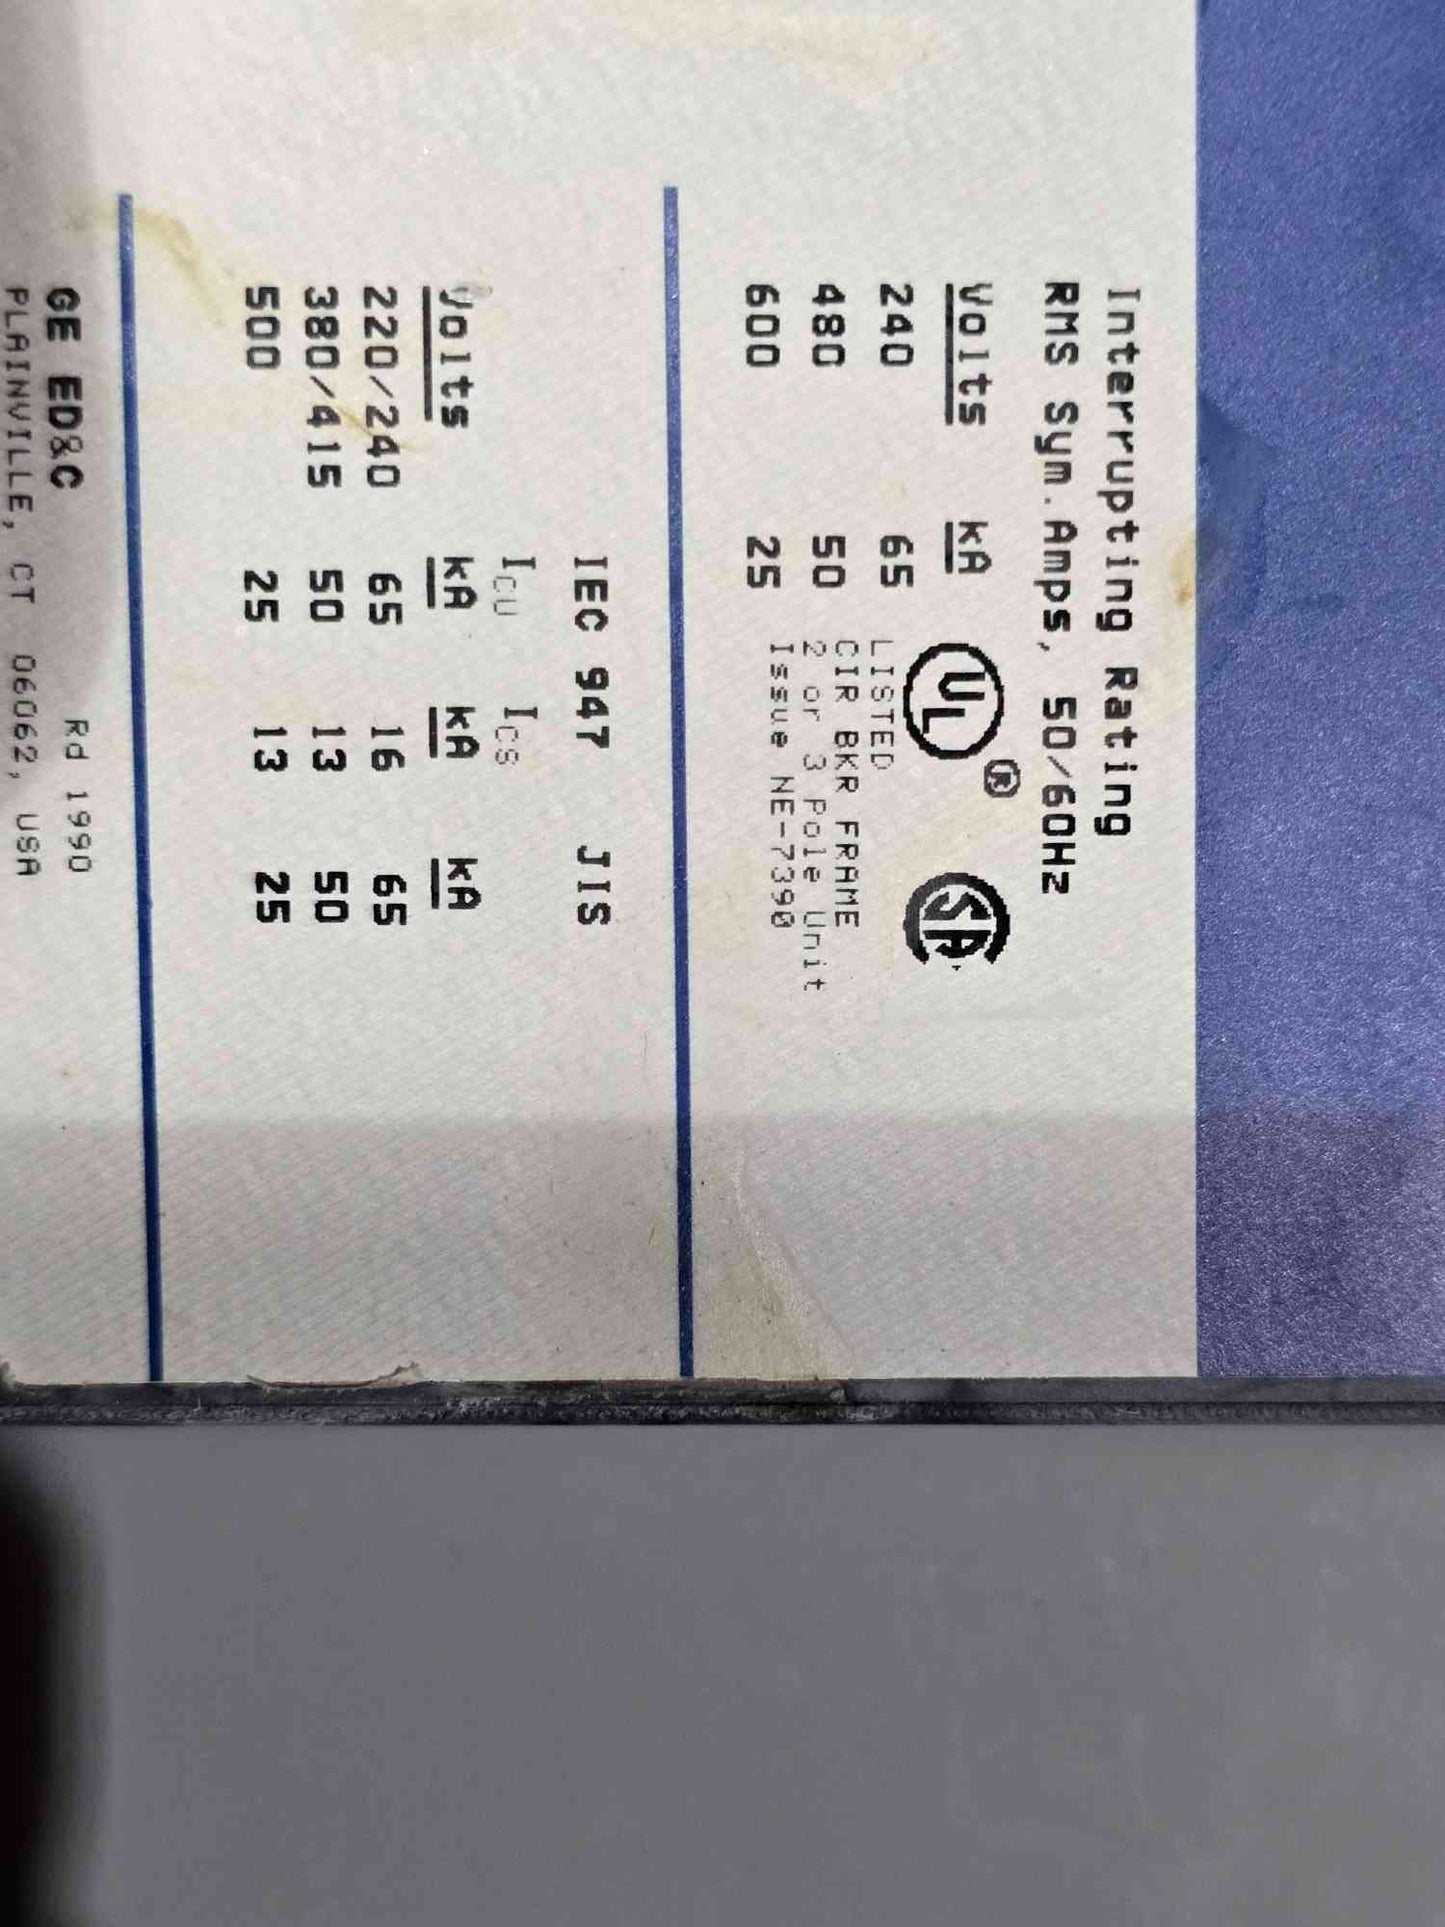 Interrupting Rating
RMS Sym. Amps, 50/60Hz
Volts kA
240 65
480 50
600 25
UL ®
SA
LISTED
CIR BKR FRAME
2 or 3 Pole Unit
Issue NE-7390
IEC 947 JIS
Icu Ics
Volts kA kA kA
220/240 65 16 65
380/415 50 13 50
500 25 13 25
GE ED&C Rd 1990
PLAINVILLE, CT 06062, USA